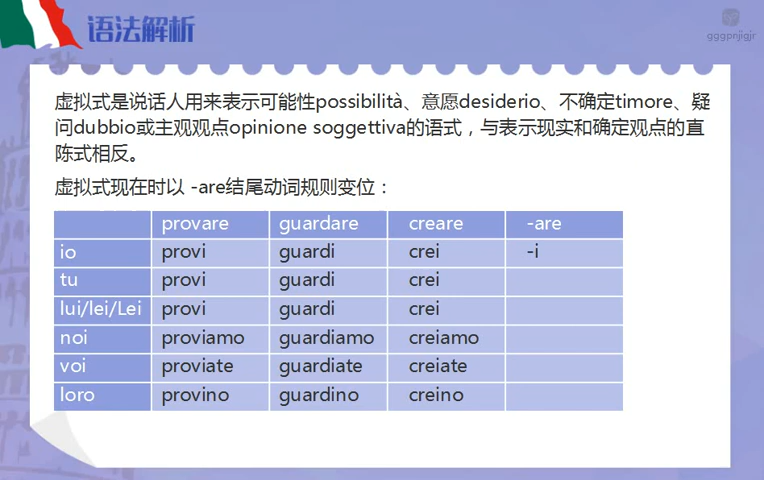 语法解析
gggpnjigjr
虚拟式是说话人用来表示可能性possibilità、意愿desiderio、不确定timore、疑
问dubbio或主观观点opinione soggettiva的语式，与表示现实和确定观点的直
陈式相反。
虚拟式现在时以 -are结尾动词规则变位：
provare guardare creare -are
io provi guardi crei -i
tu provi guardi crei
lui/lei/Lei provi guardi crei
noi proviamo guardiamo creiamo
voi proviate guardiate creiate
loro provino guardino creino